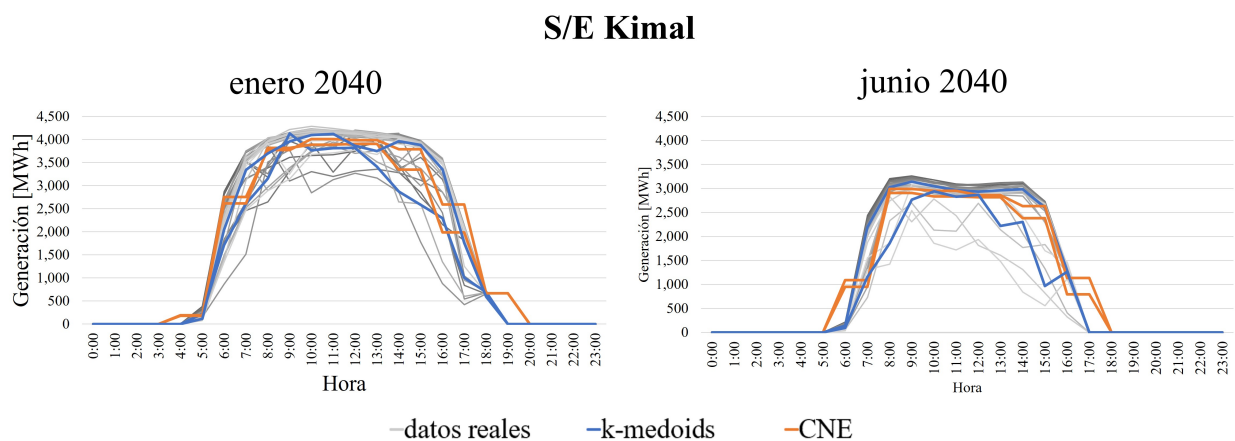 S/E Kimal
enero 2040
Generación [MWh]
4,500
4,000
3,500
3,000
2,500
2,000
1,500
1,000
500
0
0:00 1:00 2:00 3:00 4:00 5:00 6:00 7:00 8:00 9:00 10:00 11:00 12:00 13:00 14:00 15:00 16:00 17:00 18:00 19:00 20:00 21:00 22:00 23:00
Hora
junio 2040
Generación [MWh]
4,500
4,000
3,500
3,000
2,500
2,000
1,500
1,000
500
0
0:00 1:00 2:00 3:00 4:00 5:00 6:00 7:00 8:00 9:00 10:00 11:00 12:00 13:00 14:00 15:00 16:00 17:00 18:00 19:00 20:00 21:00 22:00 23:00
Hora
datos reales k-medoids CNE